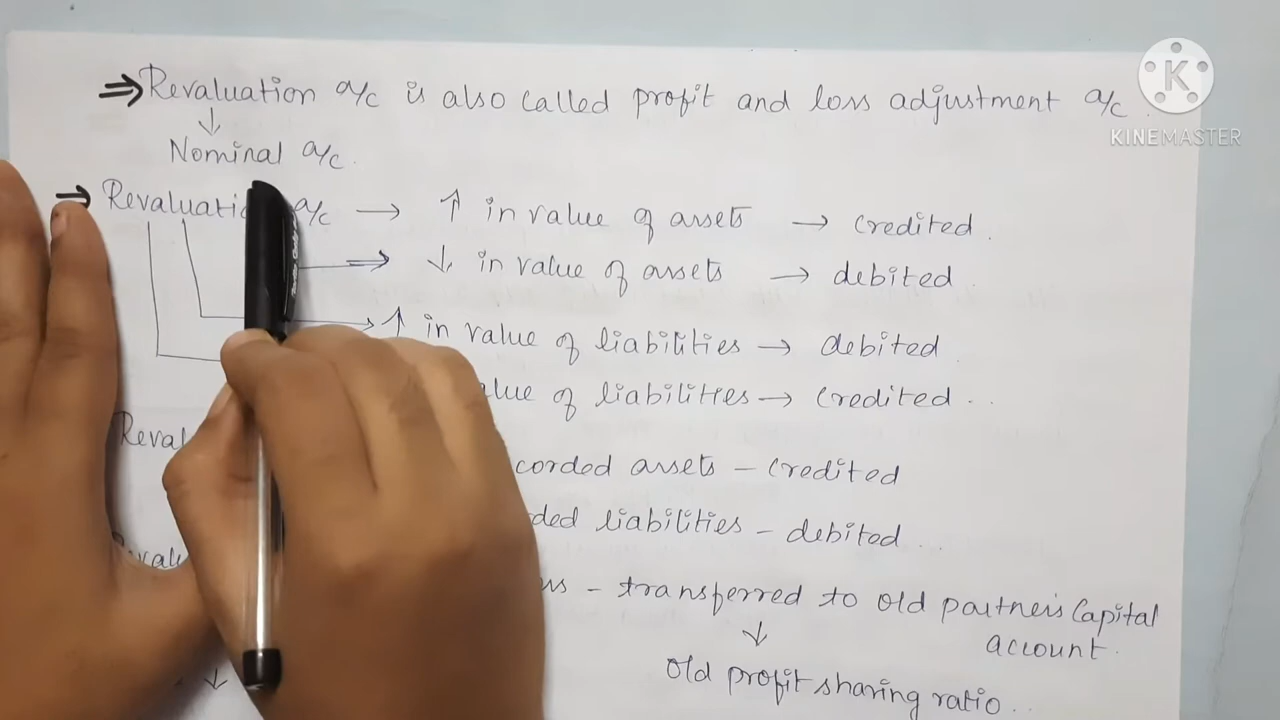 ⇒ Revaluation a/c is also called profit and loss adjustment a/c.
↓
Nominal a/c.
⇒ Revaluati a/c → ↑ in value of assets → credited.
⇒ ↓ in value of assets → debited.
→ ↑ in value of liabilities → debited.
value of liabilities → credited..
Reval corded assets - credited
ded liabilities - debited...
- transferred to old partner's capital
account.
↓
old profit sharing ratio...
↓
K
KINEMASTER